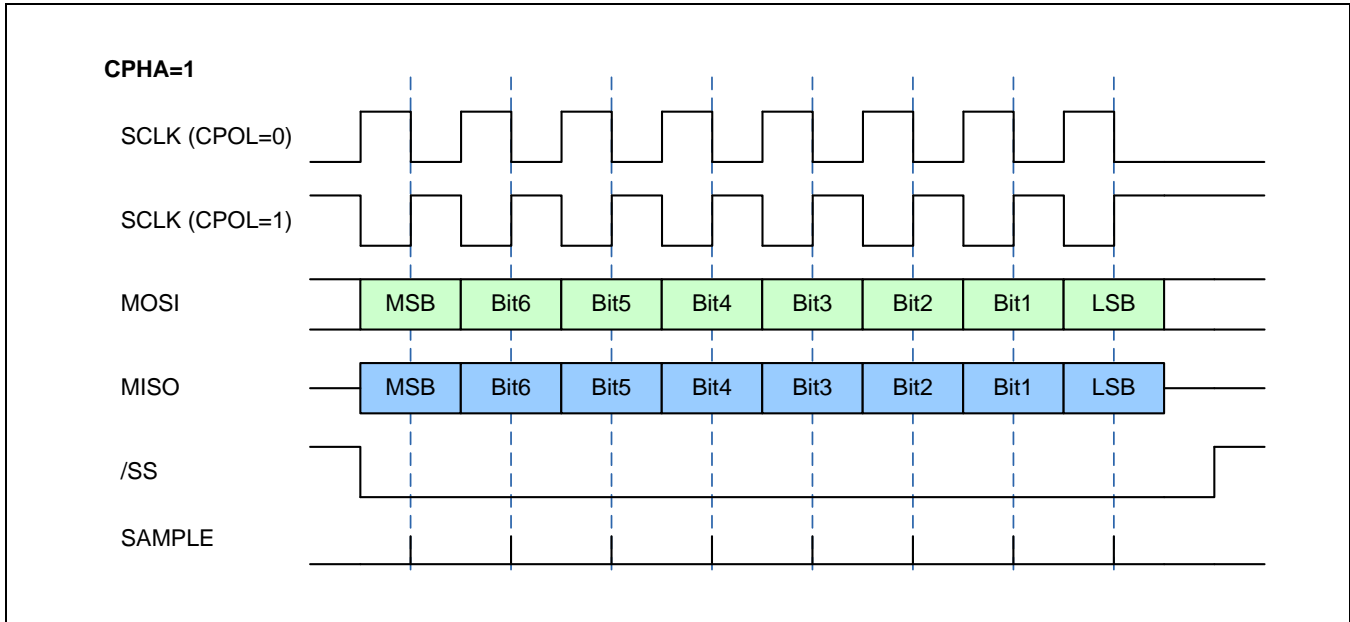 CPHA=1
SCLK (CPOL=0)
SCLK (CPOL=1)
MOSI MSB Bit6 Bit5 Bit4 Bit3 Bit2 Bit1 LSB
MISO MSB Bit6 Bit5 Bit4 Bit3 Bit2 Bit1 LSB
/SS
SAMPLE